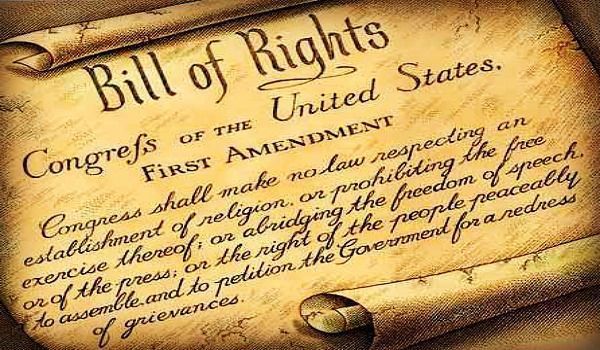 Bill of Rights
Congreſs OF THE United States.
FIRST AMENDMENT
Congress shall make no law respecting an
establishment of religion, or prohibiting the free
exercise thereof; or abridging the freedom of speech,
or of the press; or the right of the people peaceably
to assemble, and to petition the Government for a redress
of grievances.